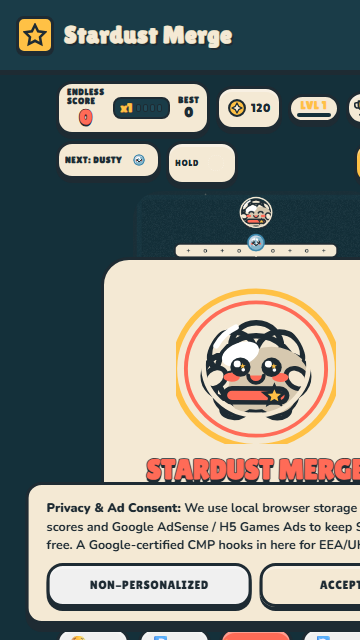 Stardust Merge
ENDLESS SCORE
0
x1
BEST
0
120
LVL 1
NEXT: DUSTY
HOLD
STARDUST MERGE
Privacy & Ad Consent: We use local browser storage
scores and Google AdSense / H5 Games Ads to keep S
free. A Google-certified CMP hooks in here for EEA/U
NON-PERSONALIZED
ACCEPT